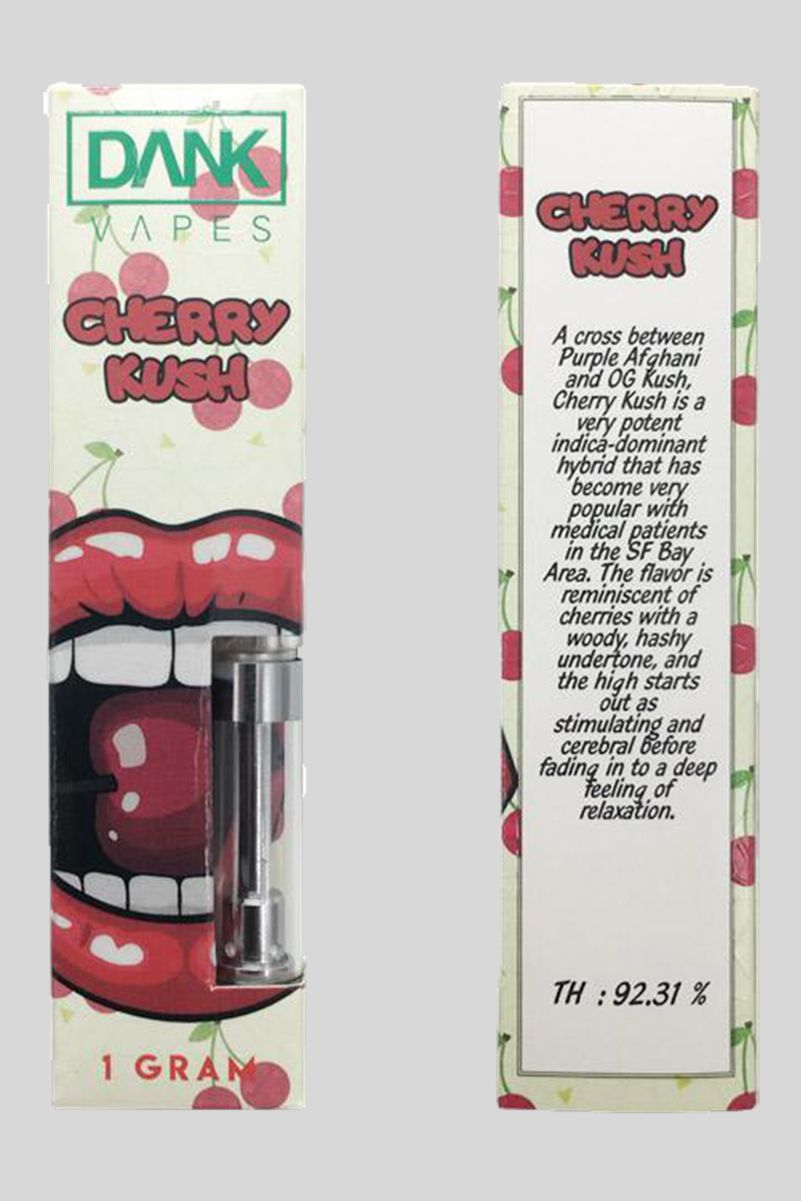 DANK
VAPES
CHERRY
KUSH
1 GRAM
CHERRY
KUSH
A cross between
Purple Afghani
and OG Kush,
Cherry Kush is a
very potent
indica-dominant
hybrid that has
become very
popular with
medical patients
in the SF Bay
Area. The flavor is
reminiscent of
cherries with a
woody, hashy
undertone, and
the high starts
out as
stimulating and
cerebral before
fading in to a deep
feeling of
relaxation.
TH : 92.31 %